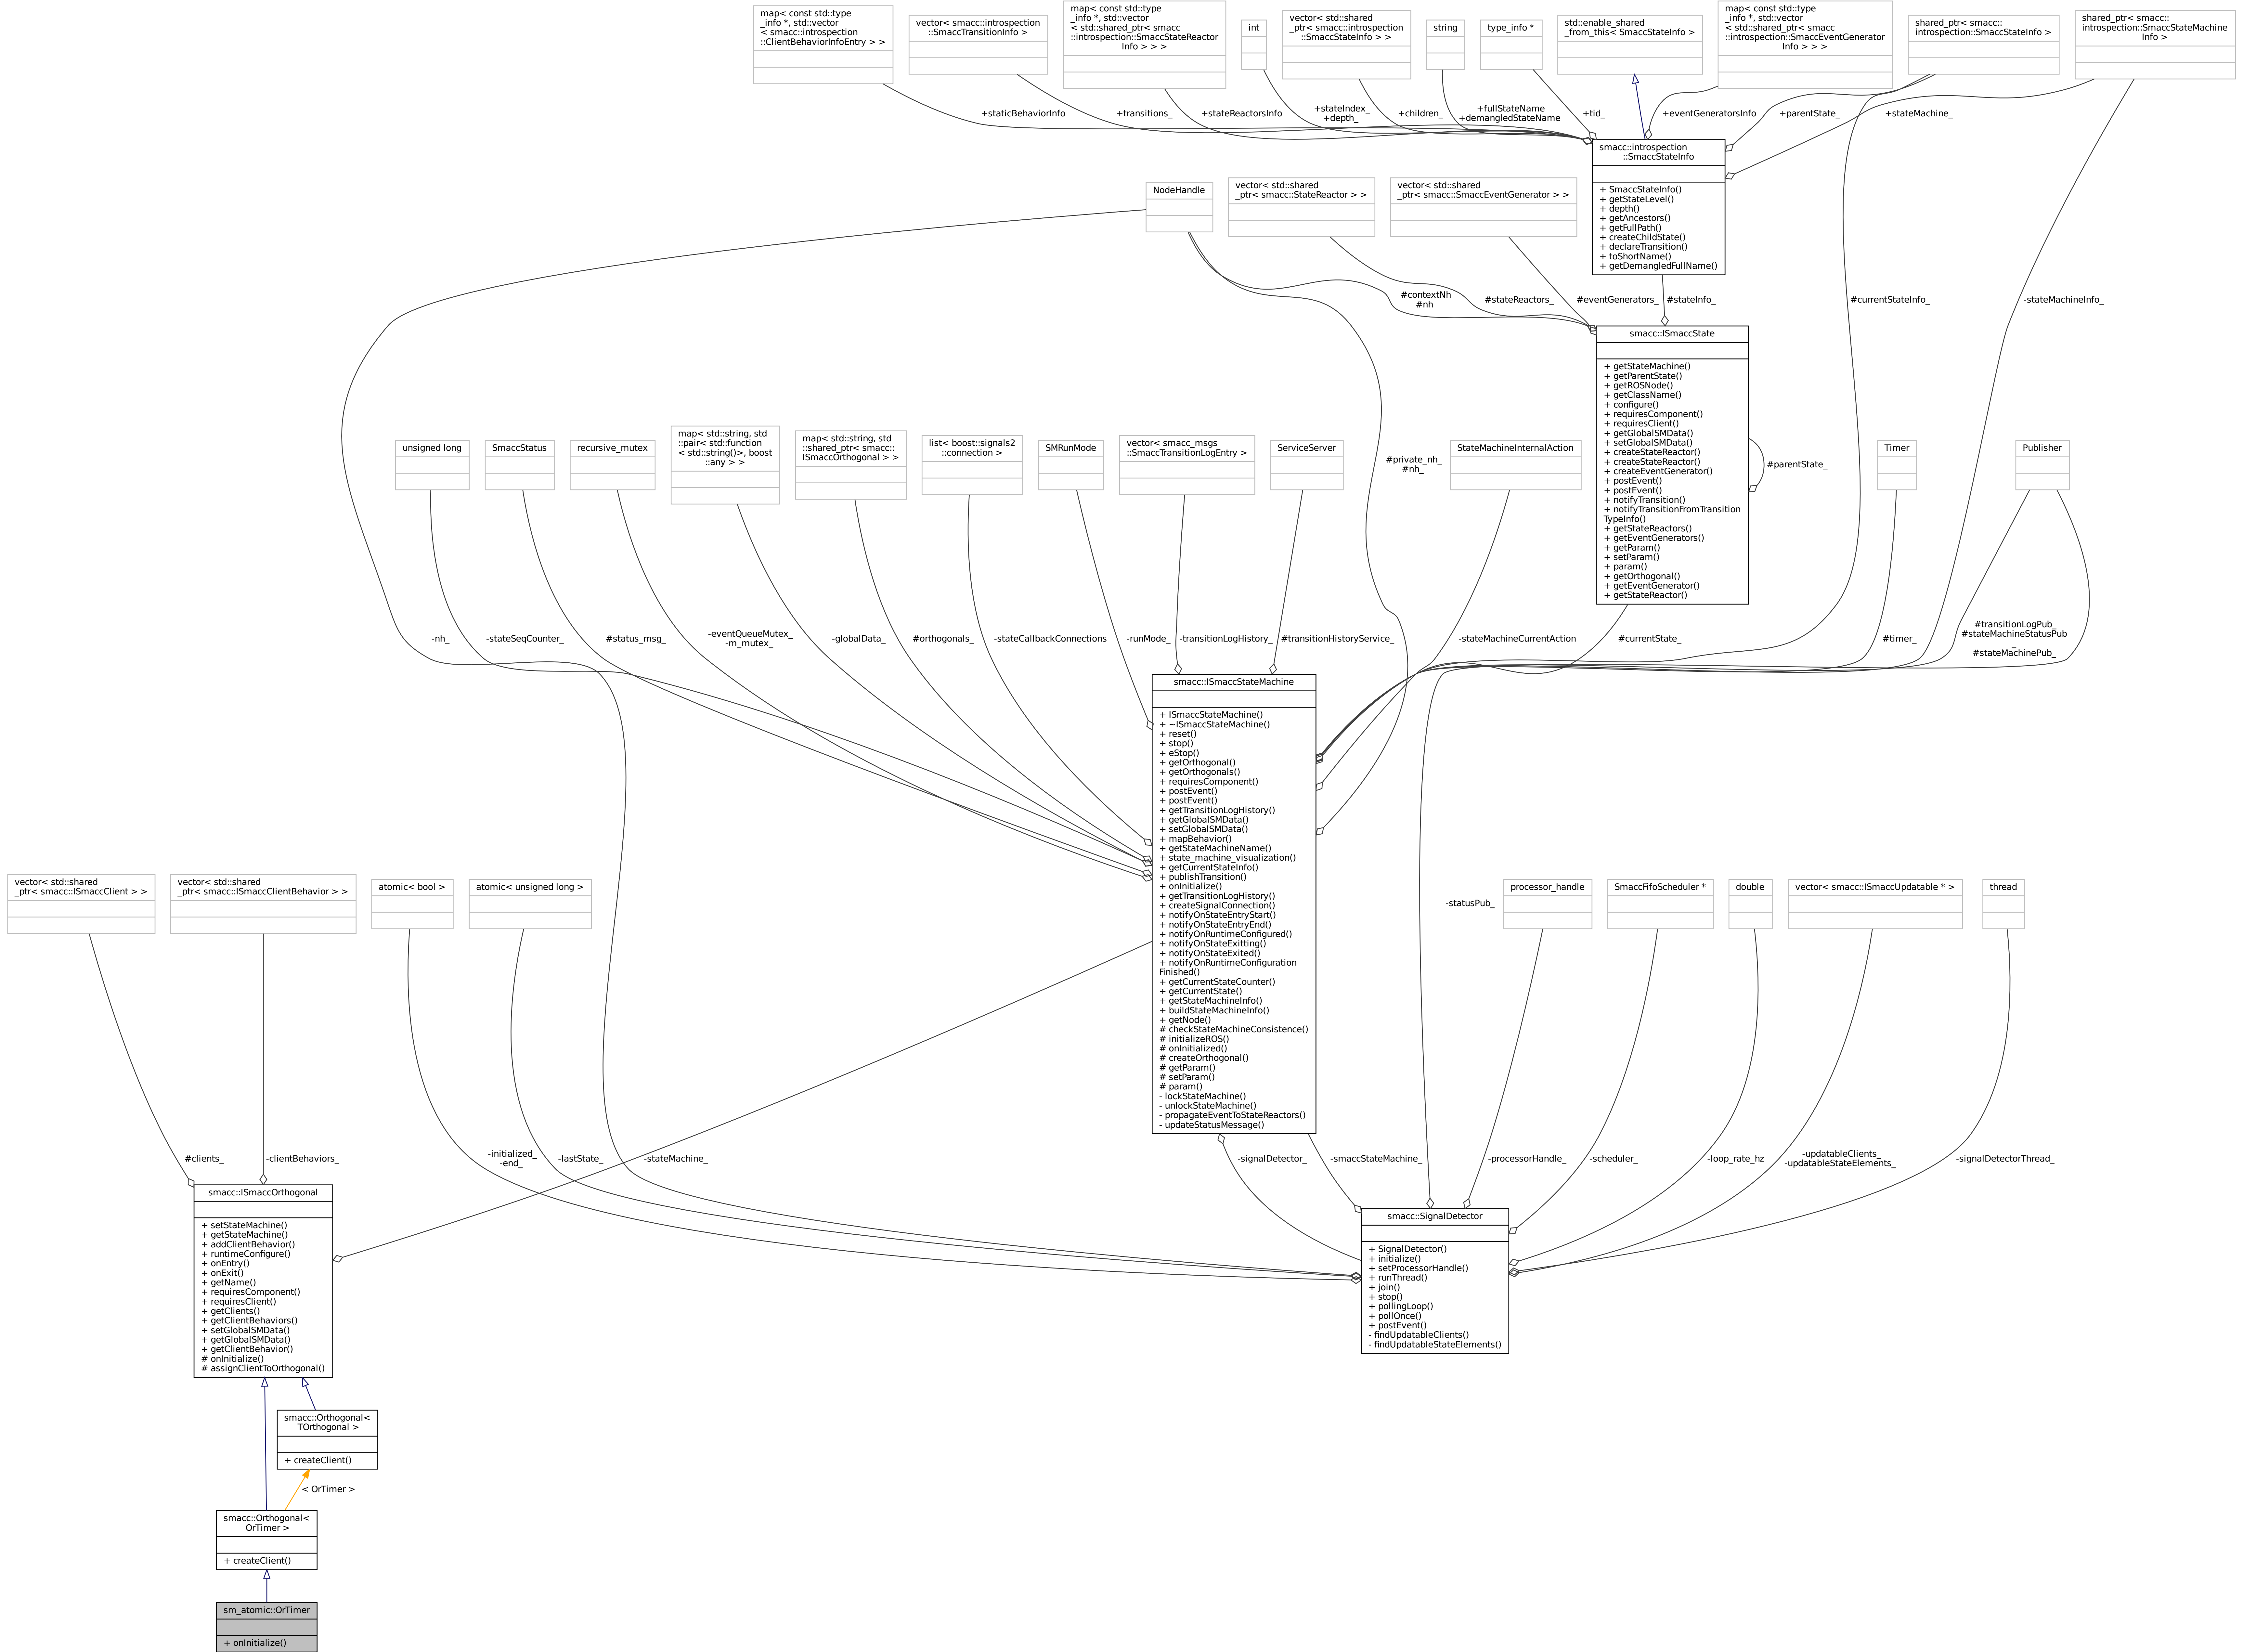 map< const std::type
_info *, std::vector
< smacc::introspection
::ClientBehaviorInfoEntry > >
vector< smacc::introspection
::SmaccTransitionInfo >
map< const std::type
_info *, std::vector
< std::shared_ptr< smacc
::introspection::SmaccStateReactor
Info > > >
int
vector< std::shared
_ptr< smacc::introspection
::SmaccStateInfo > >
string
type_info *
std::enable_shared
_from_this< SmaccStateInfo >
map< const std::type
_info *, std::vector
< std::shared_ptr< smacc
::introspection::SmaccEventGenerator
Info > > >
shared_ptr< smacc::
introspection::SmaccStateInfo >
shared_ptr< smacc::
introspection::SmaccStateMachine
Info >
+staticBehaviorInfo
+transitions_
+stateReactorsInfo
+stateIndex_
+depth_
+children_
+fullStateName
+demangledStateName
+tid_
+eventGeneratorsInfo
+parentState_
+stateMachine_
smacc::introspection
::SmaccStateInfo
+ SmaccStateInfo()
+ getStateLevel()
+ depth()
+ getAncestors()
+ getFullPath()
+ createChildState()
+ declareTransition()
+ toShortName()
+ getDemangledFullName()
NodeHandle
vector< std::shared
_ptr< smacc::StateReactor > >
vector< std::shared
_ptr< smacc::SmaccEventGenerator > >
#contextNh
#nh
#stateReactors_
#eventGenerators_
#stateInfo_
#currentStateInfo_
-stateMachineInfo_
smacc::ISmaccState
+ getStateMachine()
+ getParentState()
+ getROSNode()
+ getClassName()
+ configure()
+ requiresComponent()
+ requiresClient()
+ getGlobalSMData()
+ setGlobalSMData()
+ createStateReactor()
+ createStateReactor()
+ createEventGenerator()
+ postEvent()
+ postEvent()
+ notifyTransition()
+ notifyTransitionFromTransition
TypeInfo()
+ getStateReactors()
+ getEventGenerators()
+ getParam()
+ setParam()
+ param()
+ getOrthogonal()
+ getEventGenerator()
+ getStateReactor()
#parentState_
unsigned long
SmaccStatus
recursive_mutex
map< std::string, std
::pair< std::function
< std::string()>, boost
::any > >
map< std::string, std
::shared_ptr< smacc::
ISmaccOrthogonal > >
list< boost::signals2
::connection >
SMRunMode
vector< smacc_msgs
::SmaccTransitionLogEntry >
ServiceServer
#private_nh_
#nh_
StateMachineInternalAction
Timer
Publisher
-nh_
-stateSeqCounter_
#status_msg_
-eventQueueMutex_
-m_mutex_
-globalData_
#orthogonals_
-stateCallbackConnections
-runMode_
-transitionLogHistory_
#transitionHistoryService_
-stateMachineCurrentAction
#currentState_
#timer_
#transitionLogPub_
#stateMachineStatusPub
_
#stateMachinePub_
smacc::ISmaccStateMachine
+ ISmaccStateMachine()
+ ~ISmaccStateMachine()
+ reset()
+ stop()
+ eStop()
+ getOrthogonal()
+ getOrthogonals()
+ requiresComponent()
+ postEvent()
+ postEvent()
+ getTransitionLogHistory()
+ getGlobalSMData()
+ setGlobalSMData()
+ mapBehavior()
+ getStateMachineName()
+ state_machine_visualization()
+ getCurrentStateInfo()
+ publishTransition()
+ onInitialize()
+ getTransitionLogHistory()
+ createSignalConnection()
+ notifyOnStateEntryStart()
+ notifyOnStateEntryEnd()
+ notifyOnRuntimeConfigured()
+ notifyOnStateExitting()
+ notifyOnStateExited()
+ notifyOnRuntimeConfiguration
Finished()
+ getCurrentStateCounter()
+ getCurrentState()
+ getStateMachineInfo()
+ buildStateMachineInfo()
+ getNode()
# checkStateMachineConsistence()
# initializeROS()
# onInitialized()
# createOrthogonal()
# getParam()
# setParam()
# param()
- lockStateMachine()
- unlockStateMachine()
- propagateEventToStateReactors()
- updateStatusMessage()
vector< std::shared
_ptr< smacc::ISmaccClient > >
vector< std::shared
_ptr< smacc::ISmaccClientBehavior > >
atomic< bool >
atomic< unsigned long >
-statusPub_
processor_handle
SmaccFifoScheduler *
double
vector< smacc::ISmaccUpdatable * >
thread
#clients_
-clientBehaviors_
-initialized_
-end_
-lastState_
-stateMachine_
-signalDetector_
-smaccStateMachine_
-processorHandle_
-scheduler_
-loop_rate_hz
-updatableClients_
-updatableStateElements_
-signalDetectorThread_
smacc::ISmaccOrthogonal
+ setStateMachine()
+ getStateMachine()
+ addClientBehavior()
+ runtimeConfigure()
+ onEntry()
+ onExit()
+ getName()
+ requiresComponent()
+ requiresClient()
+ getClients()
+ getClientBehaviors()
+ setGlobalSMData()
+ getGlobalSMData()
+ getClientBehavior()
# onInitialize()
# assignClientToOrthogonal()
smacc::SignalDetector
+ SignalDetector()
+ initialize()
+ setProcessorHandle()
+ runThread()
+ join()
+ stop()
+ pollingLoop()
+ pollOnce()
+ postEvent()
- findUpdatableClients()
- findUpdatableStateElements()
smacc::Orthogonal<
TOrthogonal >
+ createClient()
< OrTimer >
smacc::Orthogonal<
OrTimer >
+ createClient()
sm_atomic::OrTimer
+ onInitialize()